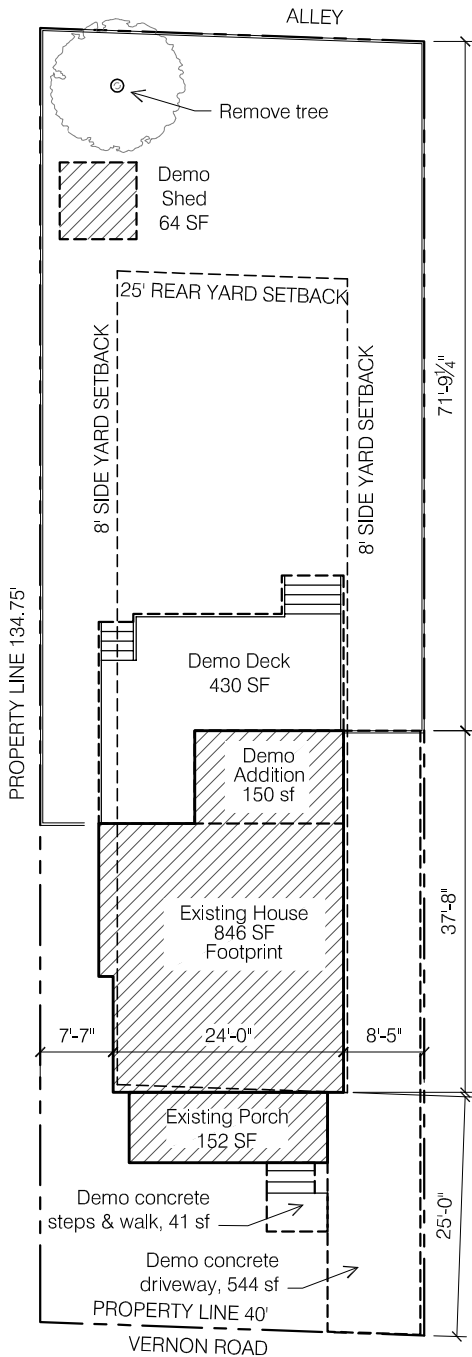 ALLEY
Remove tree
Demo
Shed
64 SF
25' REAR YARD SETBACK
8' SIDE YARD SETBACK
8' SIDE YARD SETBACK
71'-9¼"
PROPERTY LINE 134.75'
Demo Deck
430 SF
Demo
Addition
150 sf
Existing House
846 SF
Footprint
37'-8"
7'-7"
24'-0"
8'-5"
Existing Porch
152 SF
Demo concrete
steps & walk, 41 sf
25'-0"
Demo concrete
driveway, 544 sf
PROPERTY LINE 40'
VERNON ROAD